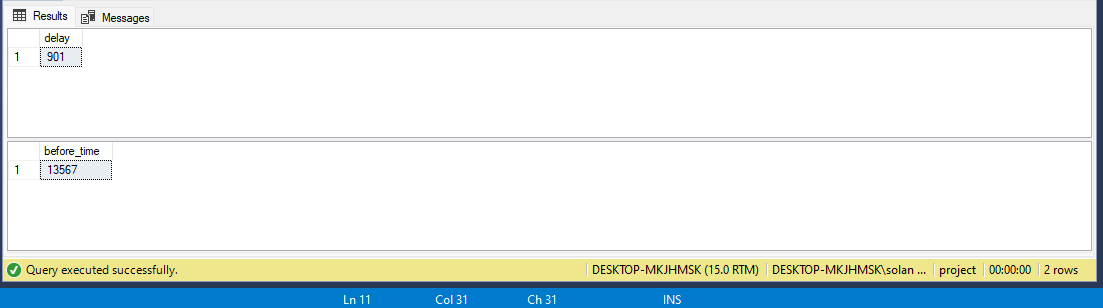 Results Messages
delay
1 901
before_time
1 13567
Query executed successfully. DESKTOP-MKJHMSK (15.0 RTM) DESKTOP-MKJHMSK\solan ... project 00:00:00 2 rows
Ln 11 Col 31 Ch 31 INS